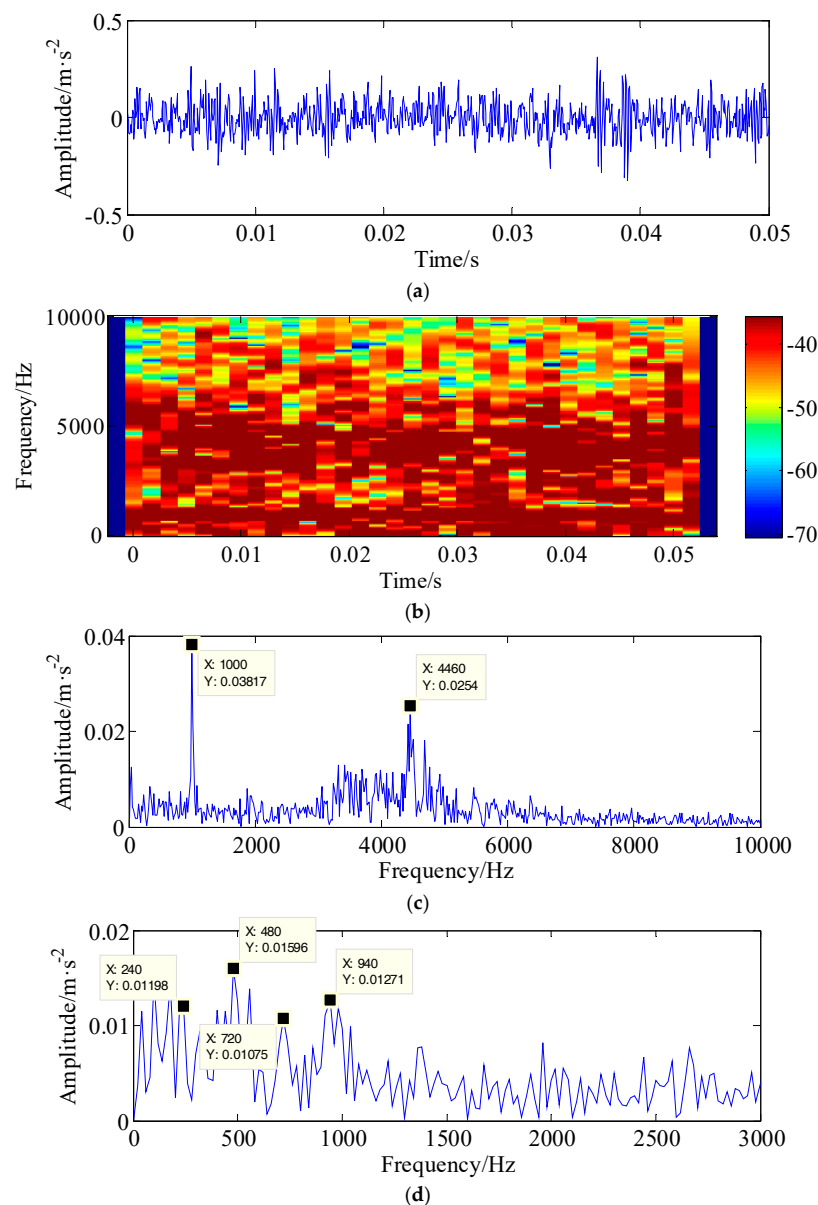 0.5
0
-0.5
Amplitude/m·s-2
0 0.01 0.02 0.03 0.04 0.05
Time/s
(a)
10000
5000
0
Frequency/Hz
0 0.01 0.02 0.03 0.04 0.05
Time/s
-40
-50
-60
-70
(b)
0.04
0.02
0
Amplitude/m·s-2
X: 1000
Y: 0.03817
X: 4460
Y: 0.0254
0 2000 4000 6000 8000 10000
Frequency/Hz
(c)
0.02
0.01
0
Amplitude/m·s-2
X: 240
Y: 0.01198
X: 480
Y: 0.01596
X: 720
Y: 0.01075
X: 940
Y: 0.01271
0 500 1000 1500 2000 2500 3000
Frequency/Hz
(d)